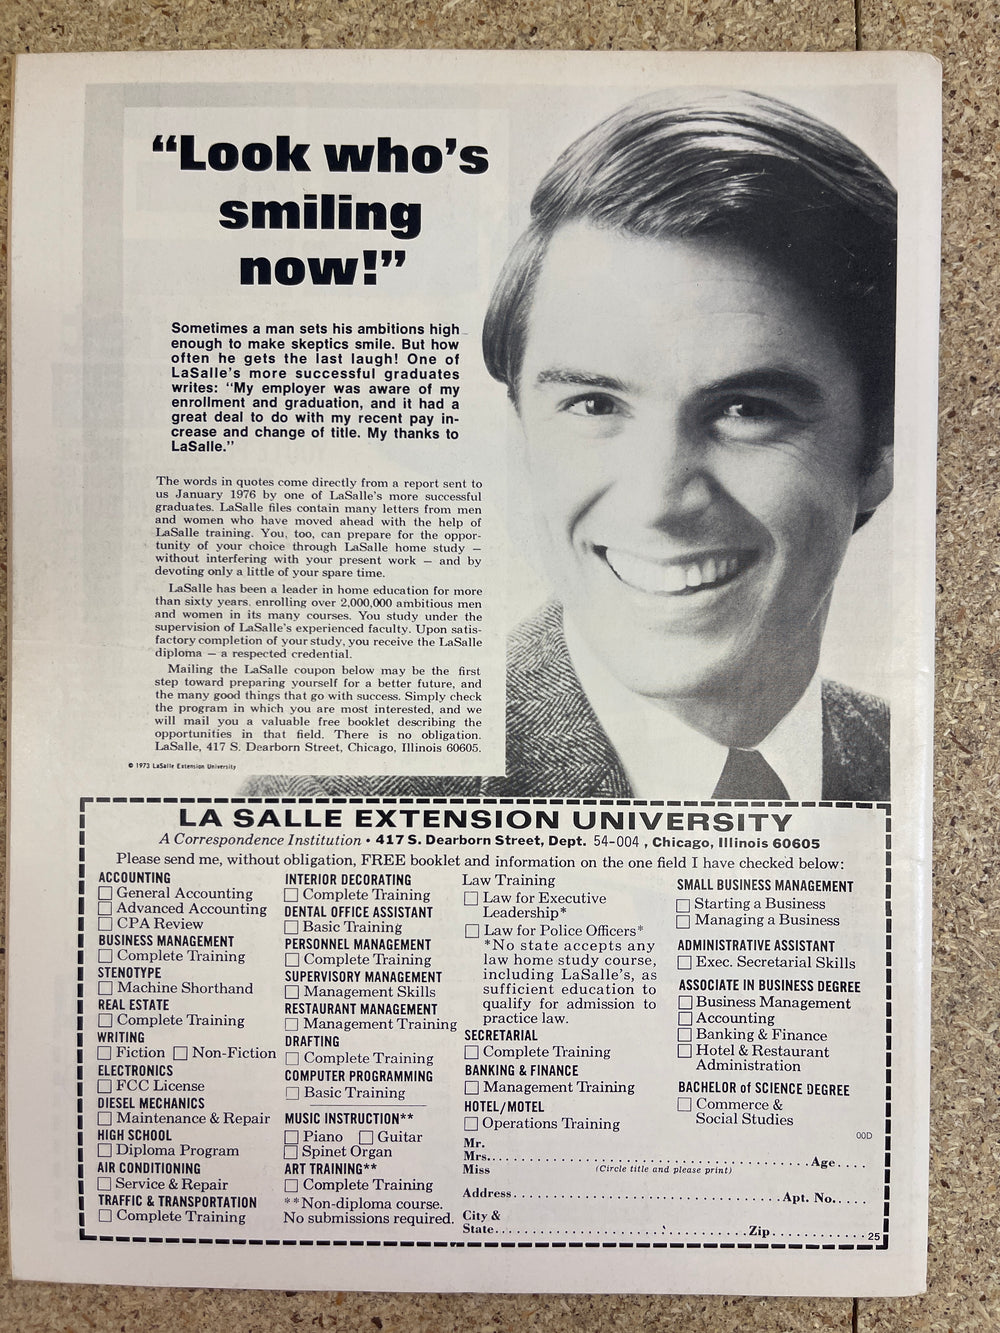 “Look who’s
smiling
now!”
Sometimes a man sets his ambitions high
enough to make skeptics smile. But how
often he gets the last laugh! One of
LaSalle’s more successful graduates
writes: “My employer was aware of my
enrollment and graduation, and it had a
great deal to do with my recent pay in-
crease and change of title. My thanks to
LaSalle.”
The words in quotes come directly from a report sent to
us January 1976 by one of LaSalle’s more successful
graduates. LaSalle files contain many letters from men
and women who have moved ahead with the help of
LaSalle training. You, too, can prepare for the oppor-
tunity of your choice through LaSalle home study —
without interfering with your present work — and by
devoting only a little of your spare time.
LaSalle has been a leader in home education for more
than sixty years, enrolling over 2,000,000 ambitious men
and women in its many courses. You study under the
supervision of LaSalle’s experienced faculty. Upon satis-
factory completion of your study, you receive the LaSalle
diploma — a respected credential.
Mailing the LaSalle coupon below may be the first
step toward preparing yourself for a better future, and
the many good things that go with success. Simply check
the program in which you are most interested, and we
will mail you a valuable free booklet describing the
opportunities in that field. There is no obligation.
LaSalle, 417 S. Dearborn Street, Chicago, Illinois 60605.
© 1973 LaSalle Extension University
LA SALLE EXTENSION UNIVERSITY
A Correspondence Institution • 417 S. Dearborn Street, Dept. 54-004 , Chicago, Illinois 60605
Please send me, without obligation, FREE booklet and information on the one field I have checked below:
ACCOUNTING
General Accounting
Advanced Accounting
CPA Review
BUSINESS MANAGEMENT
Complete Training
STENOTYPE
Machine Shorthand
REAL ESTATE
Complete Training
WRITING
Fiction Non-Fiction
ELECTRONICS
FCC License
DIESEL MECHANICS
Maintenance & Repair
HIGH SCHOOL
Diploma Program
AIR CONDITIONING
Service & Repair
TRAFFIC & TRANSPORTATION
Complete Training
INTERIOR DECORATING
Complete Training
DENTAL OFFICE ASSISTANT
Basic Training
PERSONNEL MANAGEMENT
Complete Training
SUPERVISORY MANAGEMENT
Management Skills
RESTAURANT MANAGEMENT
Management Training
DRAFTING
Complete Training
COMPUTER PROGRAMMING
Basic Training
MUSIC INSTRUCTION**
Piano Guitar
Spinet Organ
ART TRAINING**
Complete Training
**Non-diploma course.
No submissions required.
Law Training
Law for Executive
Leadership*
Law for Police Officers*
*No state accepts any
law home study course,
including LaSalle’s, as
sufficient education to
qualify for admission to
practice law.
SECRETARIAL
Complete Training
BANKING & FINANCE
Management Training
HOTEL/MOTEL
Operations Training
SMALL BUSINESS MANAGEMENT
Starting a Business
Managing a Business
ADMINISTRATIVE ASSISTANT
Exec. Secretarial Skills
ASSOCIATE IN BUSINESS DEGREE
Business Management
Accounting
Banking & Finance
Hotel & Restaurant
Administration
BACHELOR of SCIENCE DEGREE
Commerce &
Social Studies
00D
Mr.
Mrs. Age
Miss (Circle title and please print)
Address Apt. No.
City &
State Zip 25